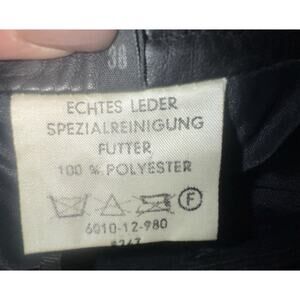 38
ECHTES LEDER
SPEZIALREINIGUNG
FUTTER
100 % POLYESTER
F
6010-12-980